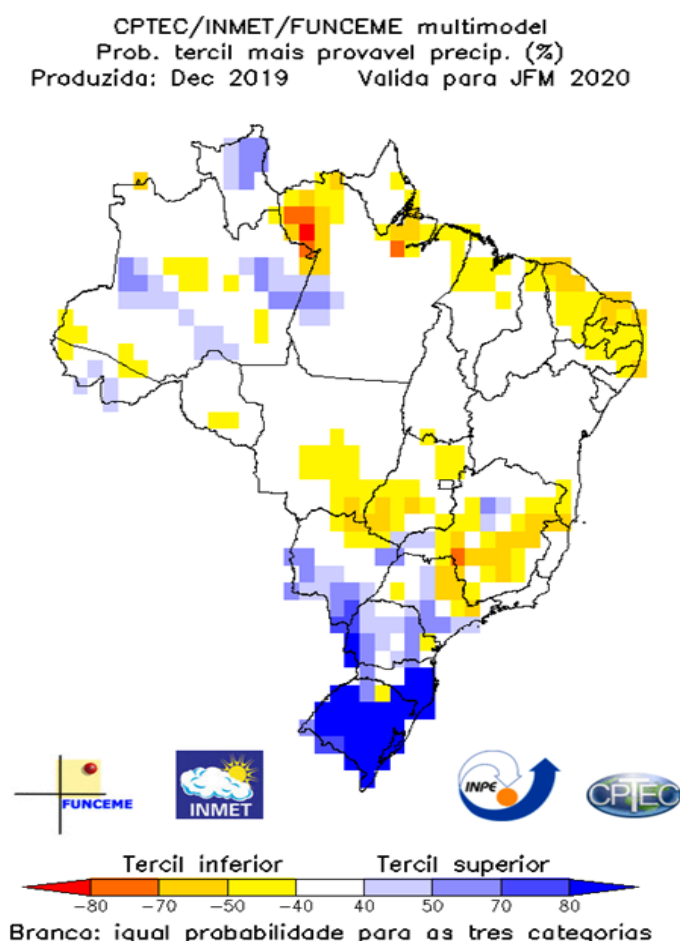 CPTEC/INMET/FUNCEME multimodel
Prob. tercil mais provavel precip. (%)
Produzida: Dec 2019 Valida para JFM 2020
FUNCEME
INMET
INPE
CPTEC
Tercil inferior Tercil superior
-80 -70 -50 -40 40 50 70 80
Branca: igual probabilidade para as tres categorias